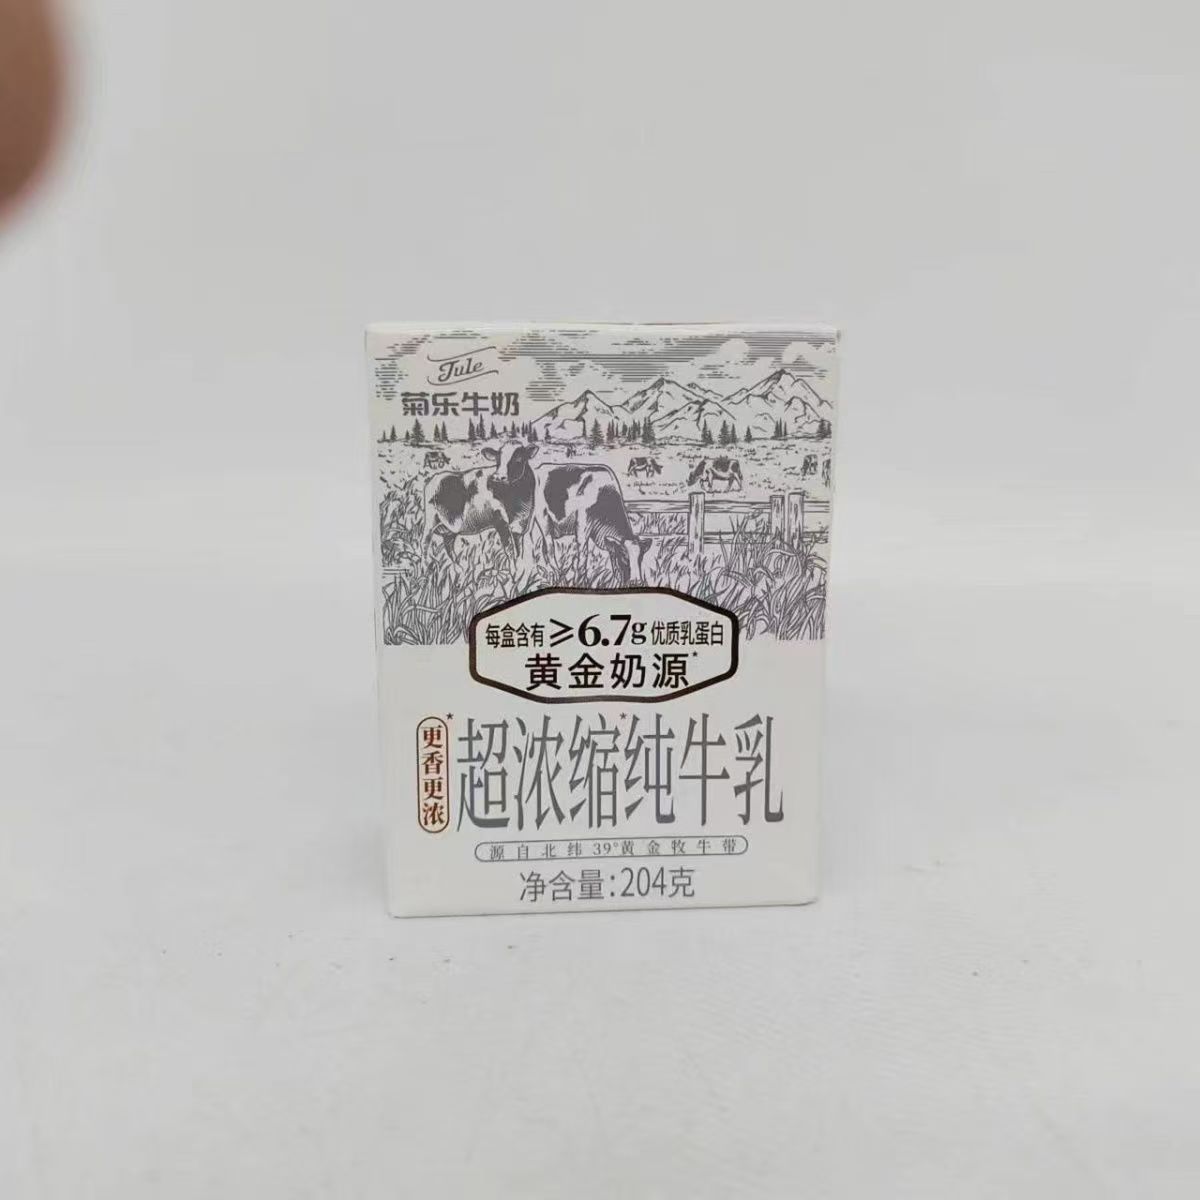 Jule
菊乐牛奶
每盒含有≥6.7g优质乳蛋白
黄金奶源*
更香更浓*
超浓缩*纯牛乳
源自北纬39°黄金牧牛带
净含量:204克